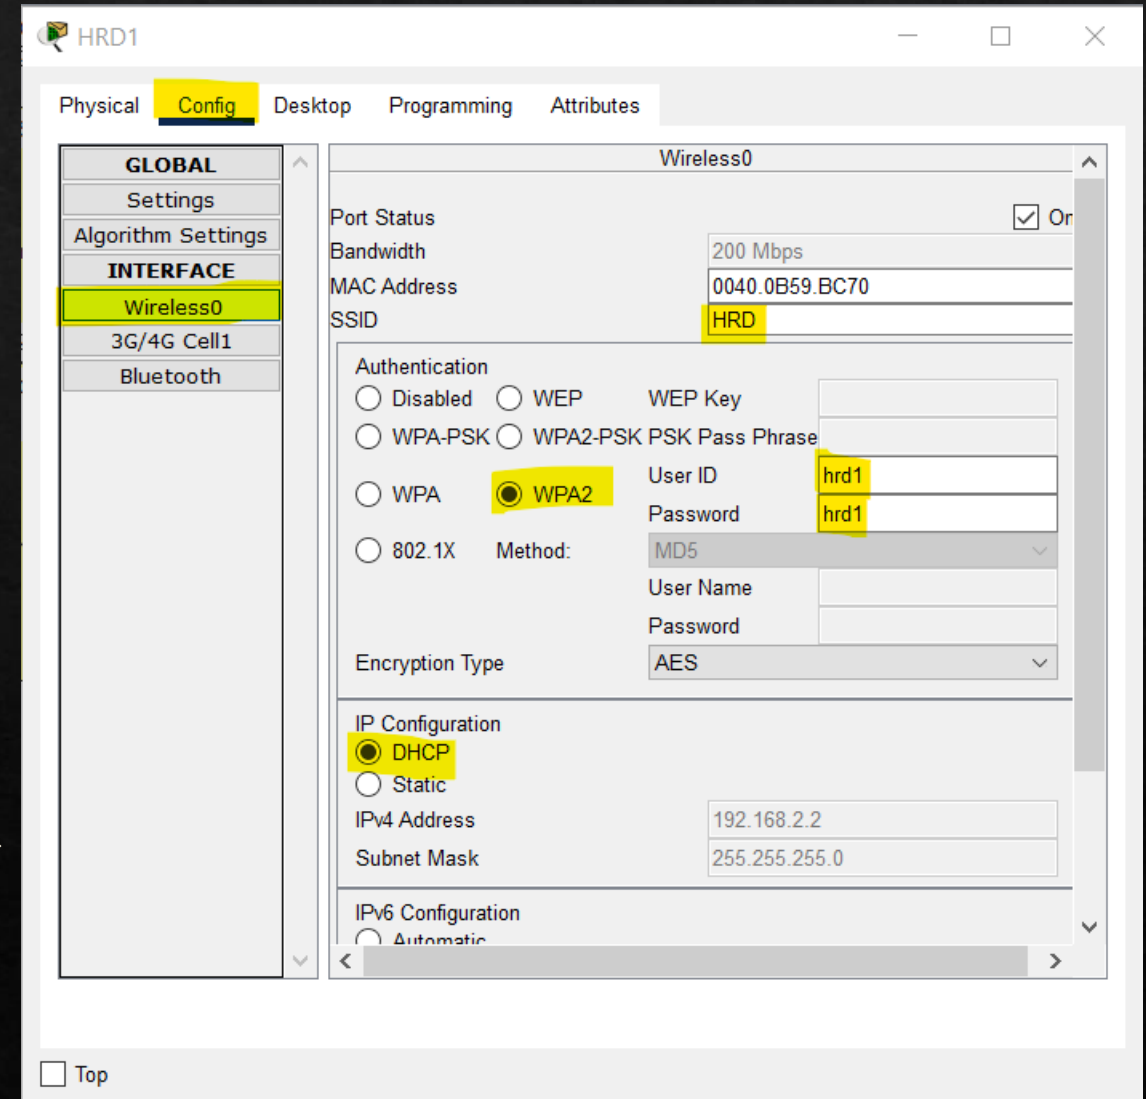 HRD1
Physical Config Desktop Programming Attributes
GLOBAL
Settings
Algorithm Settings
INTERFACE
Wireless0
3G/4G Cell1
Bluetooth
Wireless0
Port Status On
Bandwidth 200 Mbps
MAC Address 0040.0B59.BC70
SSID HRD
Authentication
Disabled WEP WEP Key
WPA-PSK WPA2-PSK PSK Pass Phrase
WPA WPA2 User ID hrd1
Password hrd1
802.1X Method: MD5
User Name
Password
Encryption Type AES
IP Configuration
DHCP
Static
IPv4 Address 192.168.2.2
Subnet Mask 255.255.255.0
IPv6 Configuration
Automatic
Top